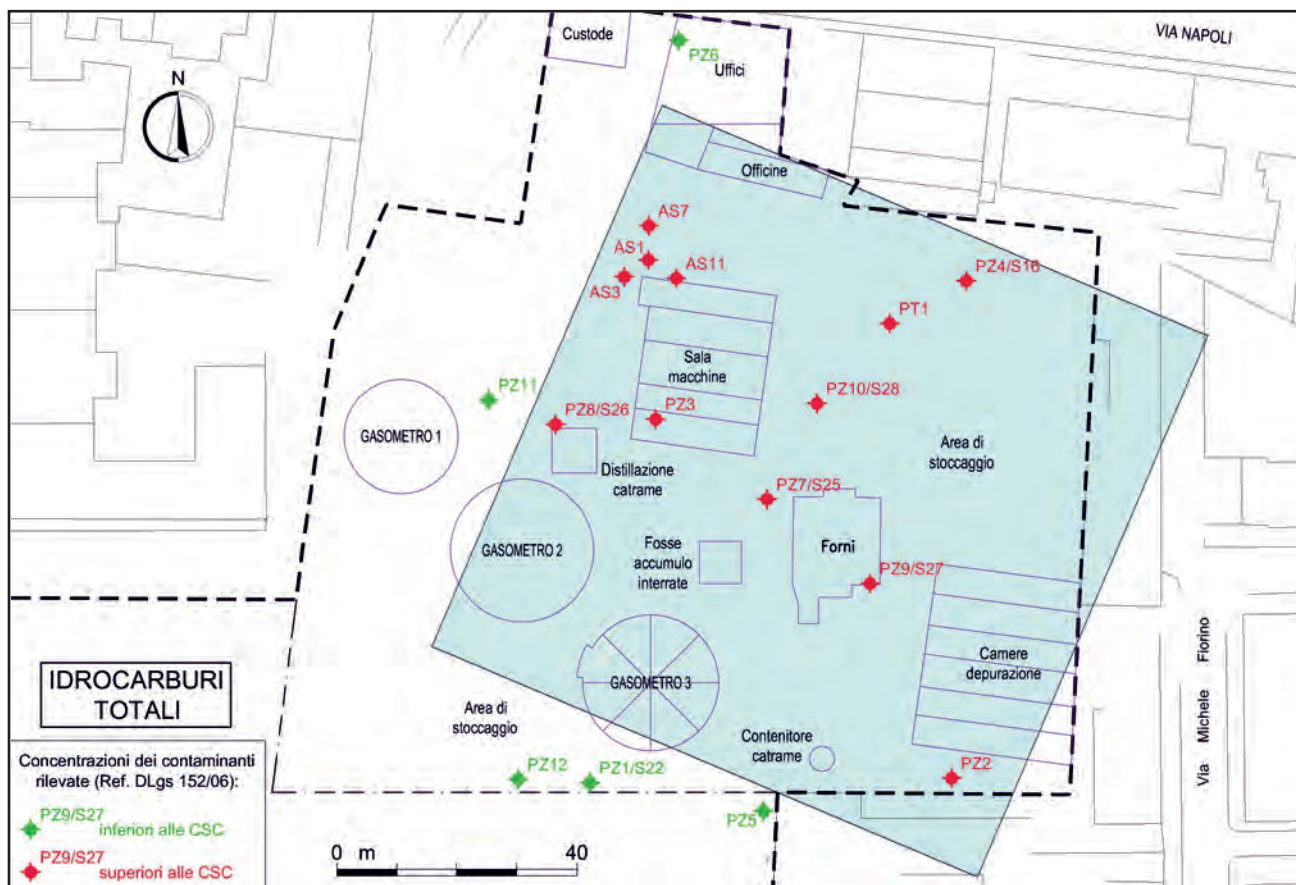 Custode
PZ6
Uffici
VIA NAPOLI
N
Officine
AS7
AS1
AS11
AS3
PZ4/S16
PT1
Sala
macchine
PZ11
PZ8/S26
PZ3
PZ10/S28
GASOMETRO 1
Area di
stoccaggio
Distillazione
catrame
PZ7/S25
GASOMETRO 2
Fosse
accumulo
interrate
Forni
PZ9/S27
Via Michele Fiorino
Camere
depurazione
IDROCARBURI
TOTALI
GASOMETRO 3
Area di
stoccaggio
Contenitore
catrame
Concentrazioni dei contaminanti
rilevate (Ref. DLgs 152/06):
PZ12
PZ1/S22
PZ2
PZ5
PZ9/S27
inferiori alle CSC
PZ9/S27
superiori alle CSC
0 m 40